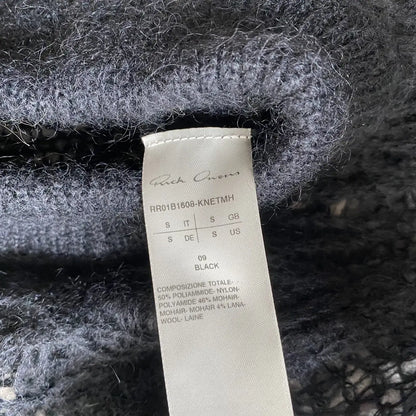 Rick Owens
RR01B1608-KNETMH
S IT S GB
S DE S US
09
BLACK
COMPOSIZIONE TOTALE-
50% POLIAMMIDE- NYLON-
POLYAMIDE 46% MOHAIR-
MOHAIR- MOHAIR 4% LANA-
WOOL- LAINE